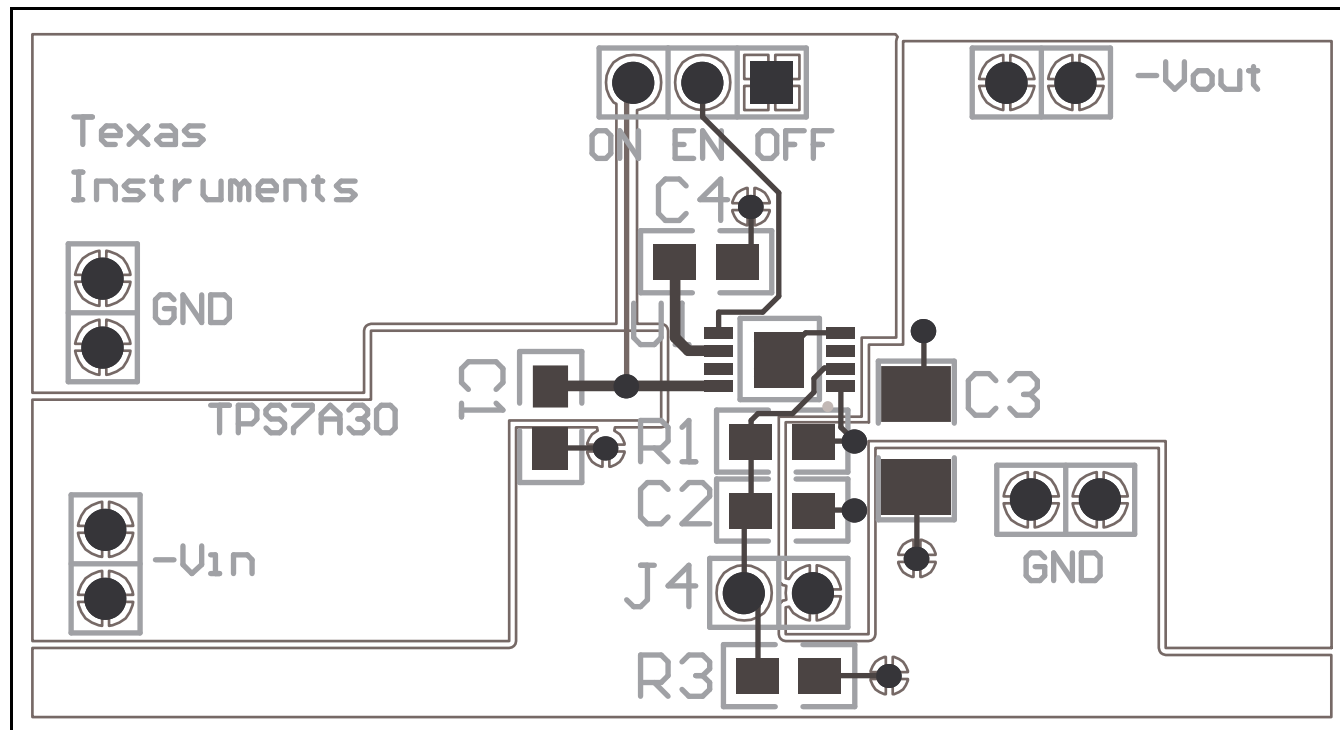 -Vout
Texas
Instruments
ON EN OFF
C4
GND
U1
C1
C3
TPS7A30
R1
C2
-Vin
GND
J4
R3